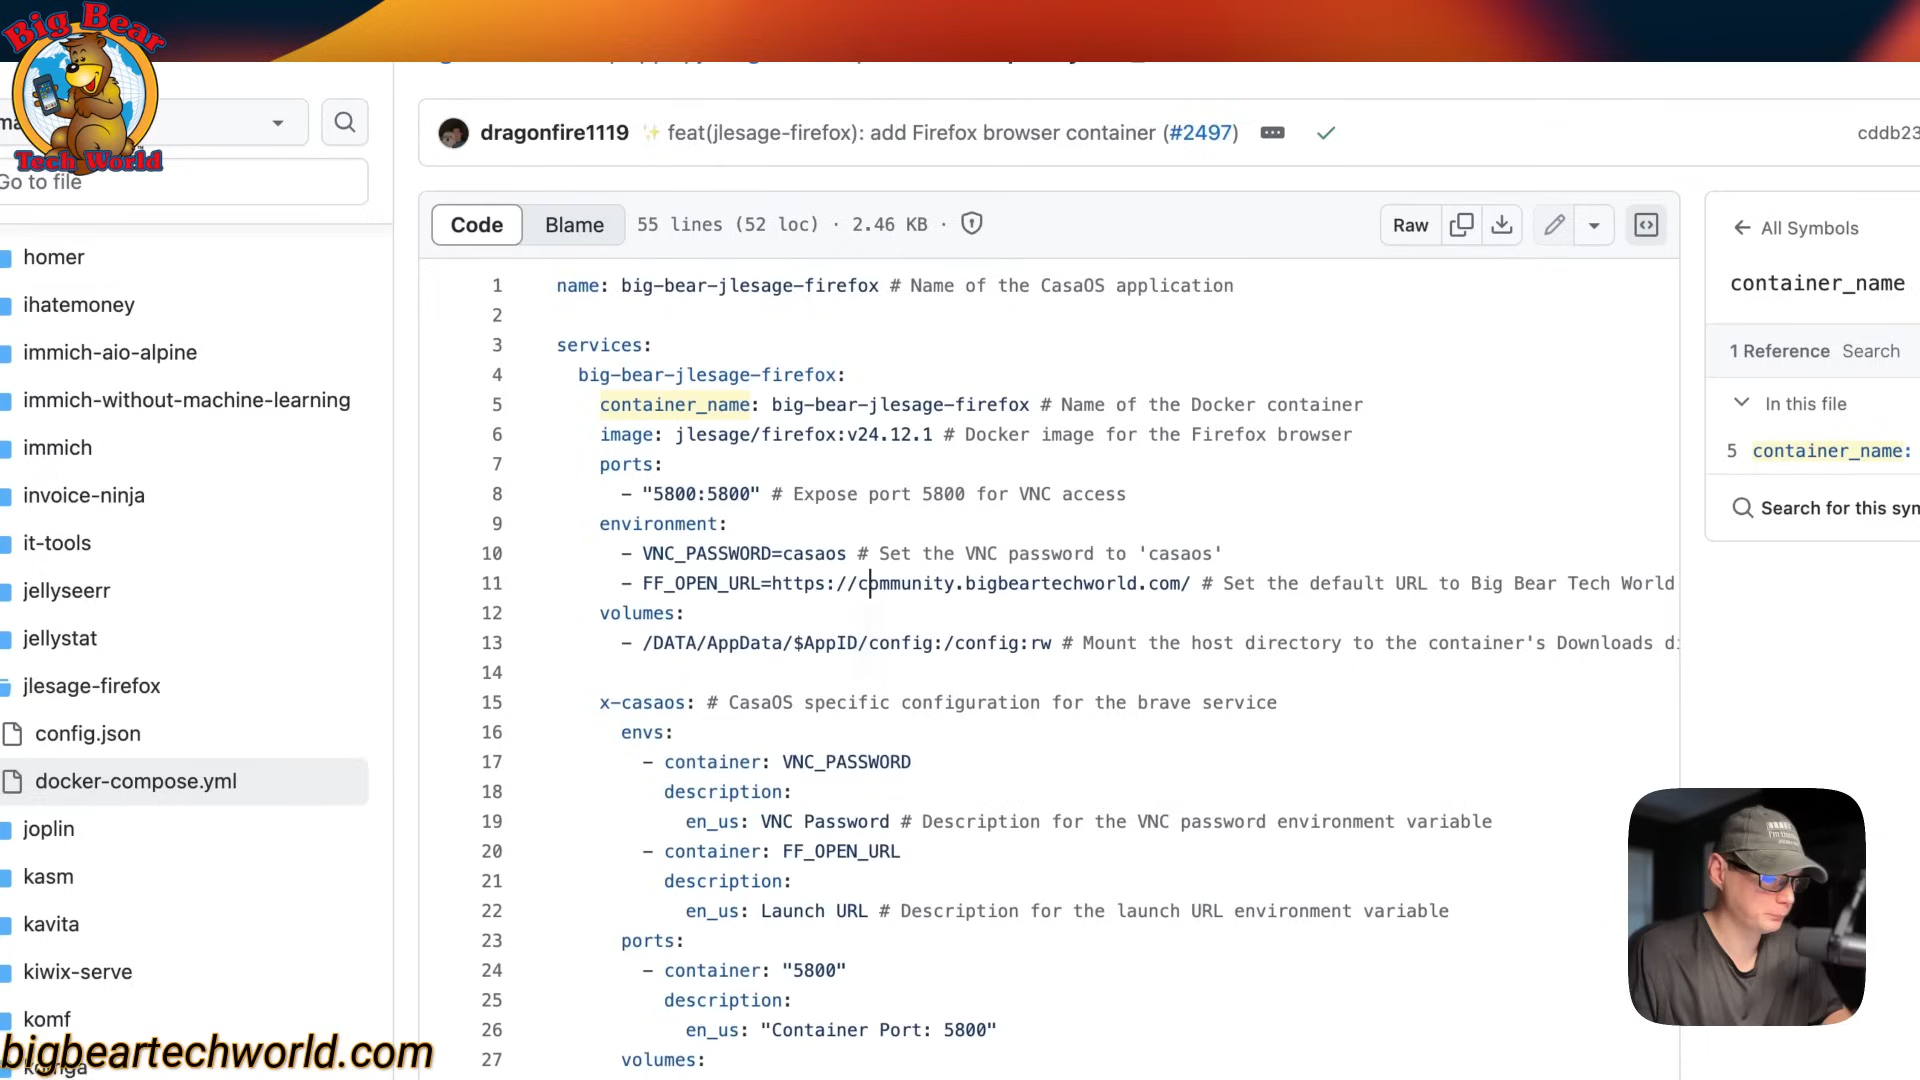 Big Bear
Tech World
dragonfire1119 ✨ feat(jlesage-firefox): add Firefox browser container (#2497)
cddb23
Go to file
Code
Blame
55 lines (52 loc) · 2.46 KB ·
Raw
All Symbols
container_name
1 Reference Search
In this file
5 container_name:
Search for this sym
homer
ihatemoney
immich-aio-alpine
immich-without-machine-learning
immich
invoice-ninja
it-tools
jellyseerr
jellystat
jlesage-firefox
config.json
docker-compose.yml
joplin
kasm
kavita
kiwix-serve
komf
1 name: big-bear-jlesage-firefox # Name of the CasaOS application
2
3 services:
4 big-bear-jlesage-firefox:
5 container_name: big-bear-jlesage-firefox # Name of the Docker container
6 image: jlesage/firefox:v24.12.1 # Docker image for the Firefox browser
7 ports:
8 - "5800:5800" # Expose port 5800 for VNC access
9 environment:
10 - VNC_PASSWORD=casaos # Set the VNC password to 'casaos'
11 - FF_OPEN_URL=https://community.bigbeartechworld.com/ # Set the default URL to Big Bear Tech World
12 volumes:
13 - /DATA/AppData/$AppID/config:/config:rw # Mount the host directory to the container's Downloads di
14
15 x-casaos: # CasaOS specific configuration for the brave service
16 envs:
17 - container: VNC_PASSWORD
18 description:
19 en_us: VNC Password # Description for the VNC password environment variable
20 - container: FF_OPEN_URL
21 description:
22 en_us: Launch URL # Description for the launch URL environment variable
23 ports:
24 - container: "5800"
25 description:
26 en_us: "Container Port: 5800"
27 volumes:
bigbeartechworld.com